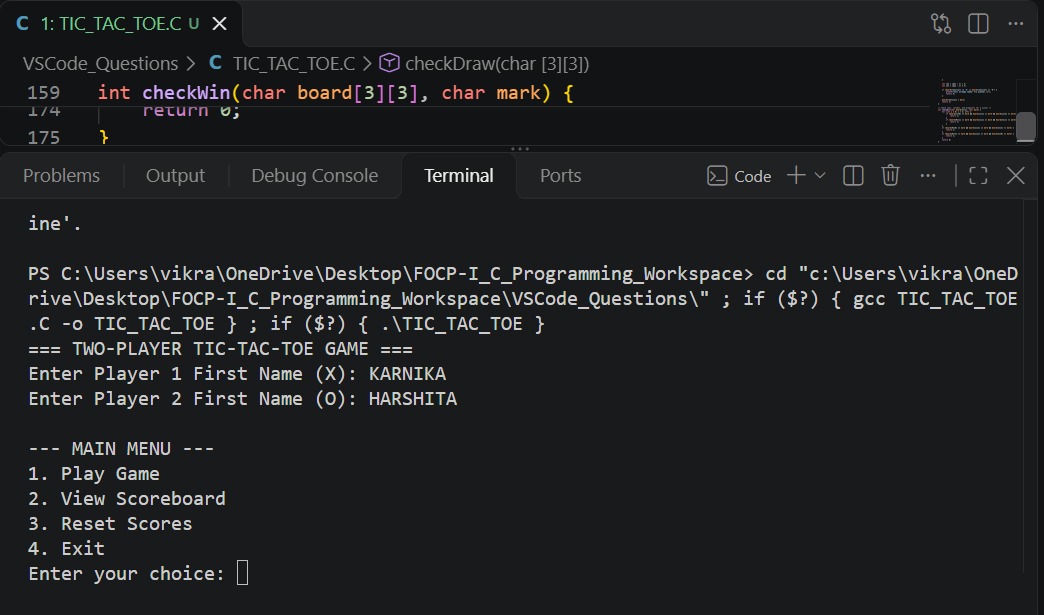 C 1: TIC_TAC_TOE.C U
VSCode_Questions > C TIC_TAC_TOE.C > checkDraw(char [3][3])
159 int checkWin(char board[3][3], char mark) {
174 return 0;
175 }
Problems Output Debug Console Terminal Ports Code
ine'.
PS C:\Users\vikra\OneDrive\Desktop\FOCP-I_C_Programming_Workspace> cd "c:\Users\vikra\OneD
rive\Desktop\FOCP-I_C_Programming_Workspace\VSCode_Questions\" ; if ($?) { gcc TIC_TAC_TOE
.C -o TIC_TAC_TOE } ; if ($?) { .\TIC_TAC_TOE }
=== TWO-PLAYER TIC-TAC-TOE GAME ===
Enter Player 1 First Name (X): KARNIKA
Enter Player 2 First Name (O): HARSHITA
--- MAIN MENU ---
1. Play Game
2. View Scoreboard
3. Reset Scores
4. Exit
Enter your choice: